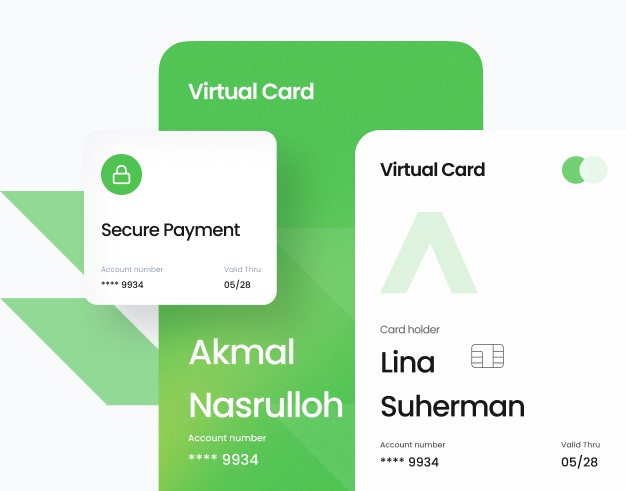 Virtual Card
Secure Payment
Account number
Valid Thru
**** 9934
05/28
Akmal
Nasrulloh
Account number
**** 9934
Virtual Card
Card holder
Lina
Suherman
Account number
Valid Thru
**** 9934
05/28